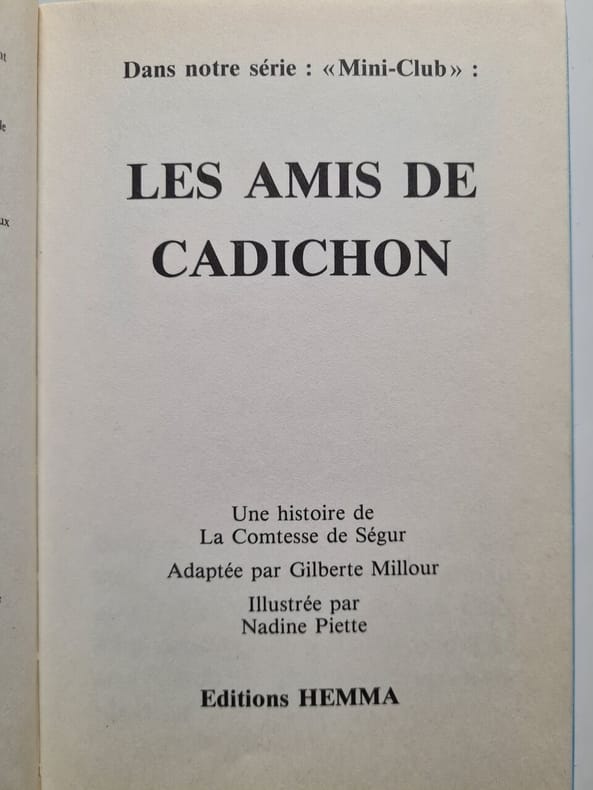 Dans notre série : «Mini-Club» :
LES AMIS DE
CADICHON
Une histoire de
La Comtesse de Ségur
Adaptée par Gilberte Millour
Illustrée par
Nadine Piette
Editions HEMMA